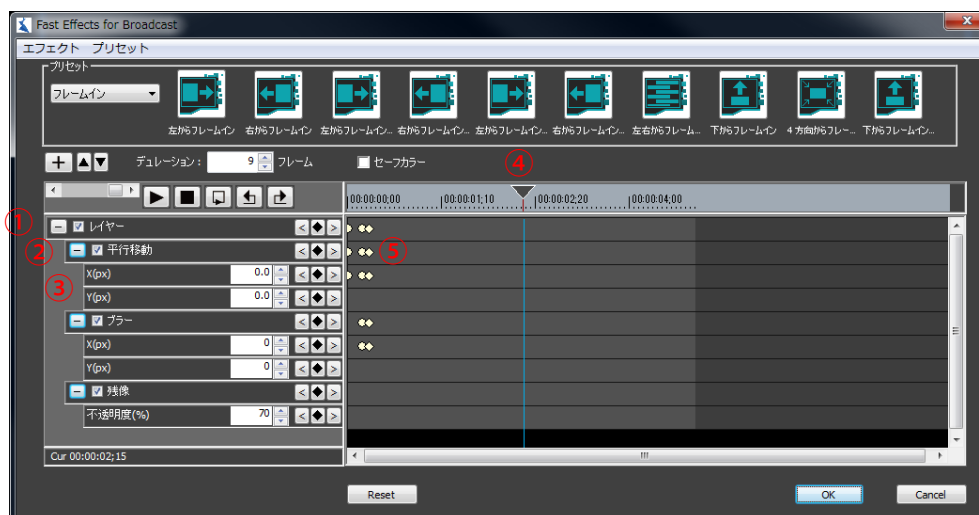 Fast Effects for Broadcast
エフェクト プリセット
プリセット
フレームイン
左からフレームイン 右からフレームイン 左からフレームイン... 右からフレームイン... 左からフレームイン... 右からフレームイン... 左右からフレーム... 下からフレームイン 4方向からフレー... 下からフレームイン...
デュレーション: 9 フレーム セーフカラー
④
00:00:00;00 00:00:01;10 00:00:02;20 00:00:04;00
① レイヤー
② 平行移動 ⑤
③ X(px) 0.0
Y(px) 0.0
ブラー
X(px) 0
Y(px) 0
残像
不透明度(%) 70
Cur 00:00:02;15
Reset OK Cancel